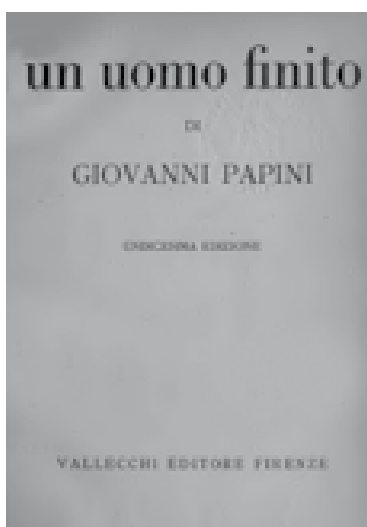 un uomo finito
DI
GIOVANNI PAPINI
UNDICESIMA EDIZIONE
VALLECCHI EDITORE FIRENZE